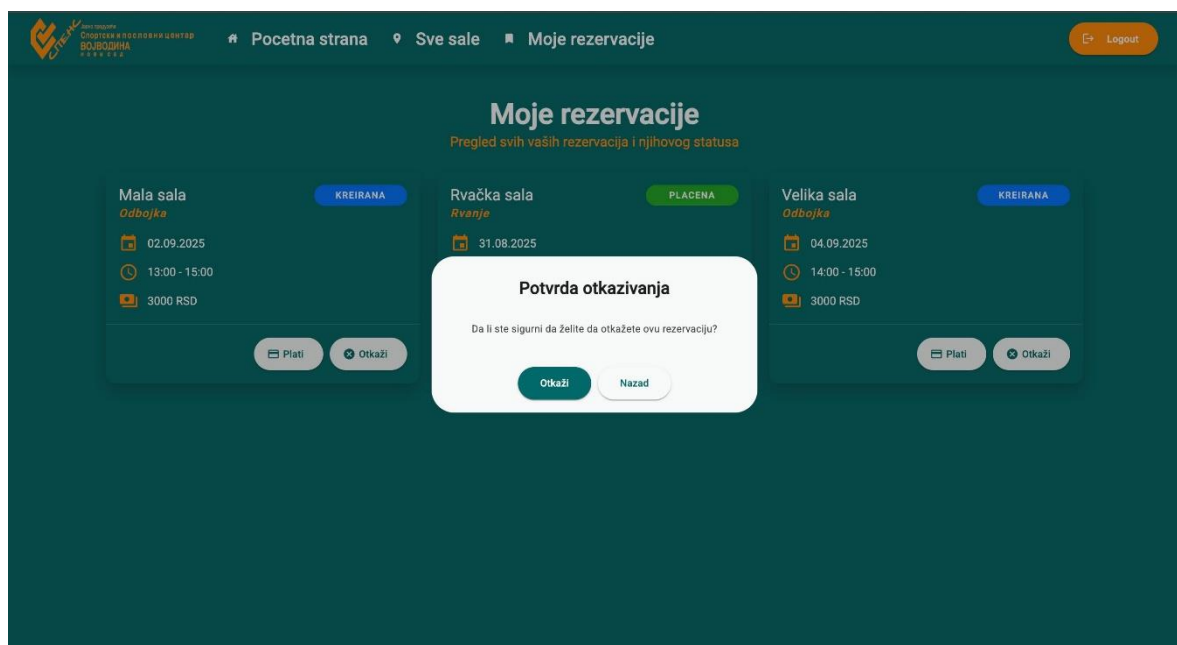 Спортски и пословни центар
ВОЈВОДИНА
НОВИ САД
Pocetna strana
Sve sale
Moje rezervacije
Logout
Moje rezervacije
Pregled svih vaših rezervacija i njihovog statusa
Mala sala
KREIRANA
Odbojka
02.09.2025
13:00 - 15:00
3000 RSD
Plati
Otkaži
Rvačka sala
PLACENA
Rvanje
31.08.2025
Velika sala
KREIRANA
Odbojka
04.09.2025
14:00 - 15:00
3000 RSD
Plati
Otkaži
Potvrda otkazivanja
Da li ste sigurni da želite da otkažete ovu rezervaciju?
Otkaži
Nazad